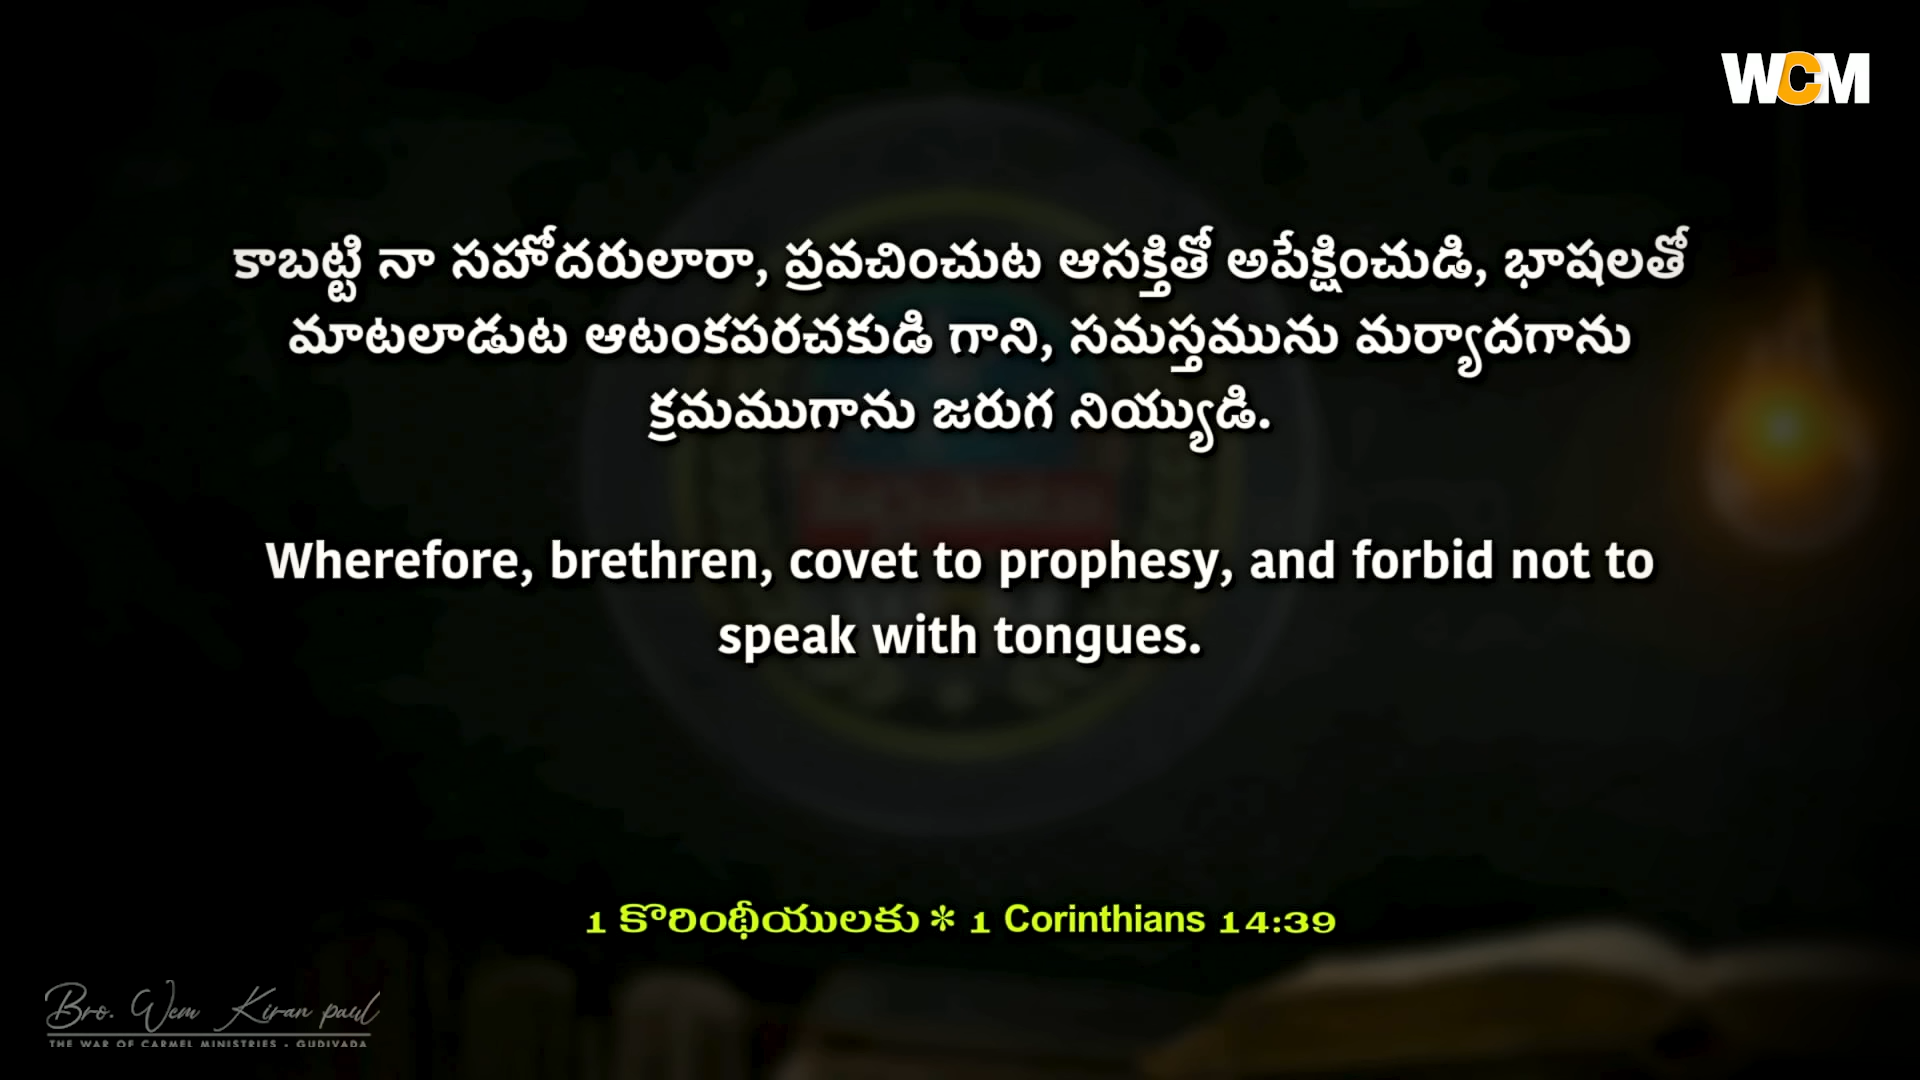 WCM
కాబట్టి నా సహోదరులారా, ప్రవచించుట ఆసక్తితో అపేక్షించుడి, భాషలతో
మాటలాడుట ఆటంకపరచకుడి గాని, సమస్తమును మర్యాదగాను
క్రమముగాను జరుగ నియ్యుడి.
Wherefore, brethren, covet to prophesy, and forbid not to
speak with tongues.
1 కొరింథీయులకు * 1 Corinthians 14:39
Bro. Wem Kiran paul
THE WAR OF CARMEL MINISTRIES - GUDIVADA